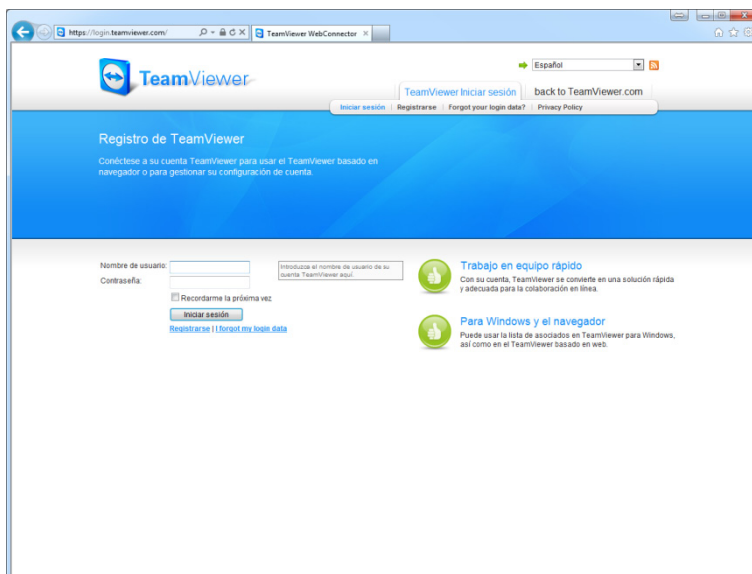 https://login.teamviewer.com/
TeamViewer WebConnector
TeamViewer
Español
TeamViewer Iniciar sesión
back to TeamViewer.com
Iniciar sesión | Registrarse | Forgot your login data? | Privacy Policy
Registro de TeamViewer
Conéctese a su cuenta TeamViewer para usar el TeamViewer basado en
navegador o para gestionar su configuración de cuenta.
Nombre de usuario:
Introduzca el nombre de usuario de su
cuenta TeamViewer aquí.
Contraseña:
Recordarme la próxima vez
Iniciar sesión
Registrarse | I forgot my login data
Trabajo en equipo rápido
Con su cuenta, TeamViewer se convierte en una solución rápida
y adecuada para la colaboración en línea.
Para Windows y el navegador
Puede usar la lista de asociados en TeamViewer para Windows,
así como en el TeamViewer basado en web.